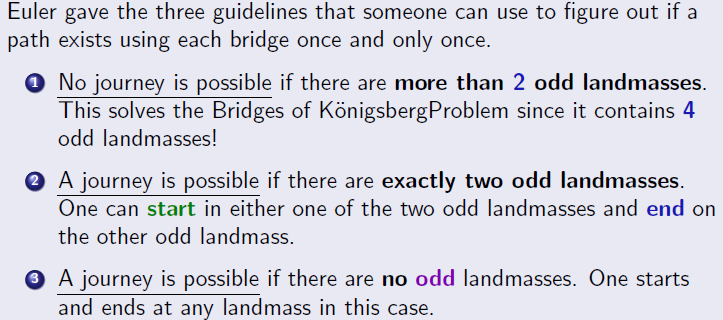 Euler gave the three guidelines that someone can use to figure out if a
path exists using each bridge once and only once.
1 No journey is possible if there are more than 2 odd landmasses.
This solves the Bridges of KönigsbergProblem since it contains 4
odd landmasses!
2 A journey is possible if there are exactly two odd landmasses.
One can start in either one of the two odd landmasses and end on
the other odd landmass.
3 A journey is possible if there are no odd landmasses. One starts
and ends at any landmass in this case.